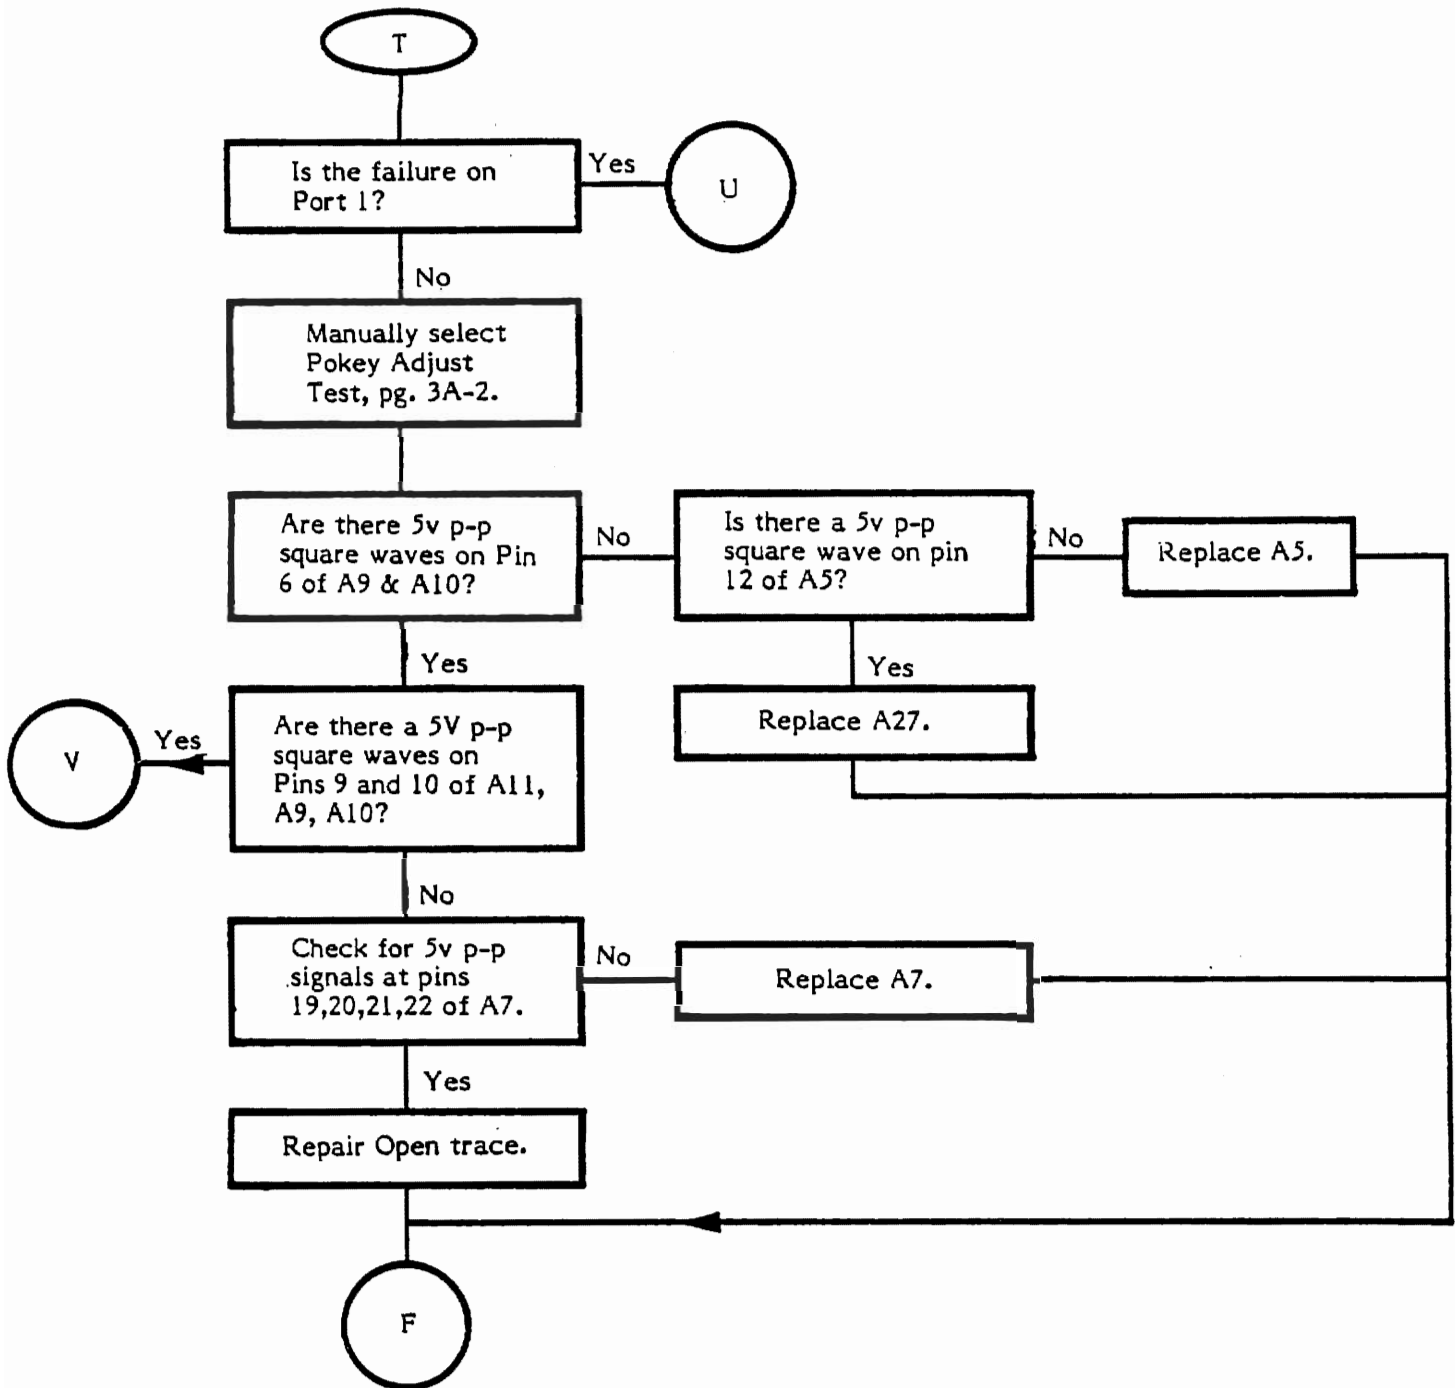 T
Is the failure on
Port 1?
Yes
U
No
Manually select
Pokey Adjust
Test, pg. 3A-2.
Are there 5v p-p
square waves on Pin
6 of A9 & A10?
No
Is there a 5v p-p
square wave on pin
12 of A5?
No
Replace A5.
Yes
Yes
Replace A27.
Are there a 5V p-p
square waves on
Pins 9 and 10 of A11,
A9, A10?
Yes
V
No
Check for 5v p-p
signals at pins
19,20,21,22 of A7.
No
Replace A7.
Yes
Repair Open trace.
F